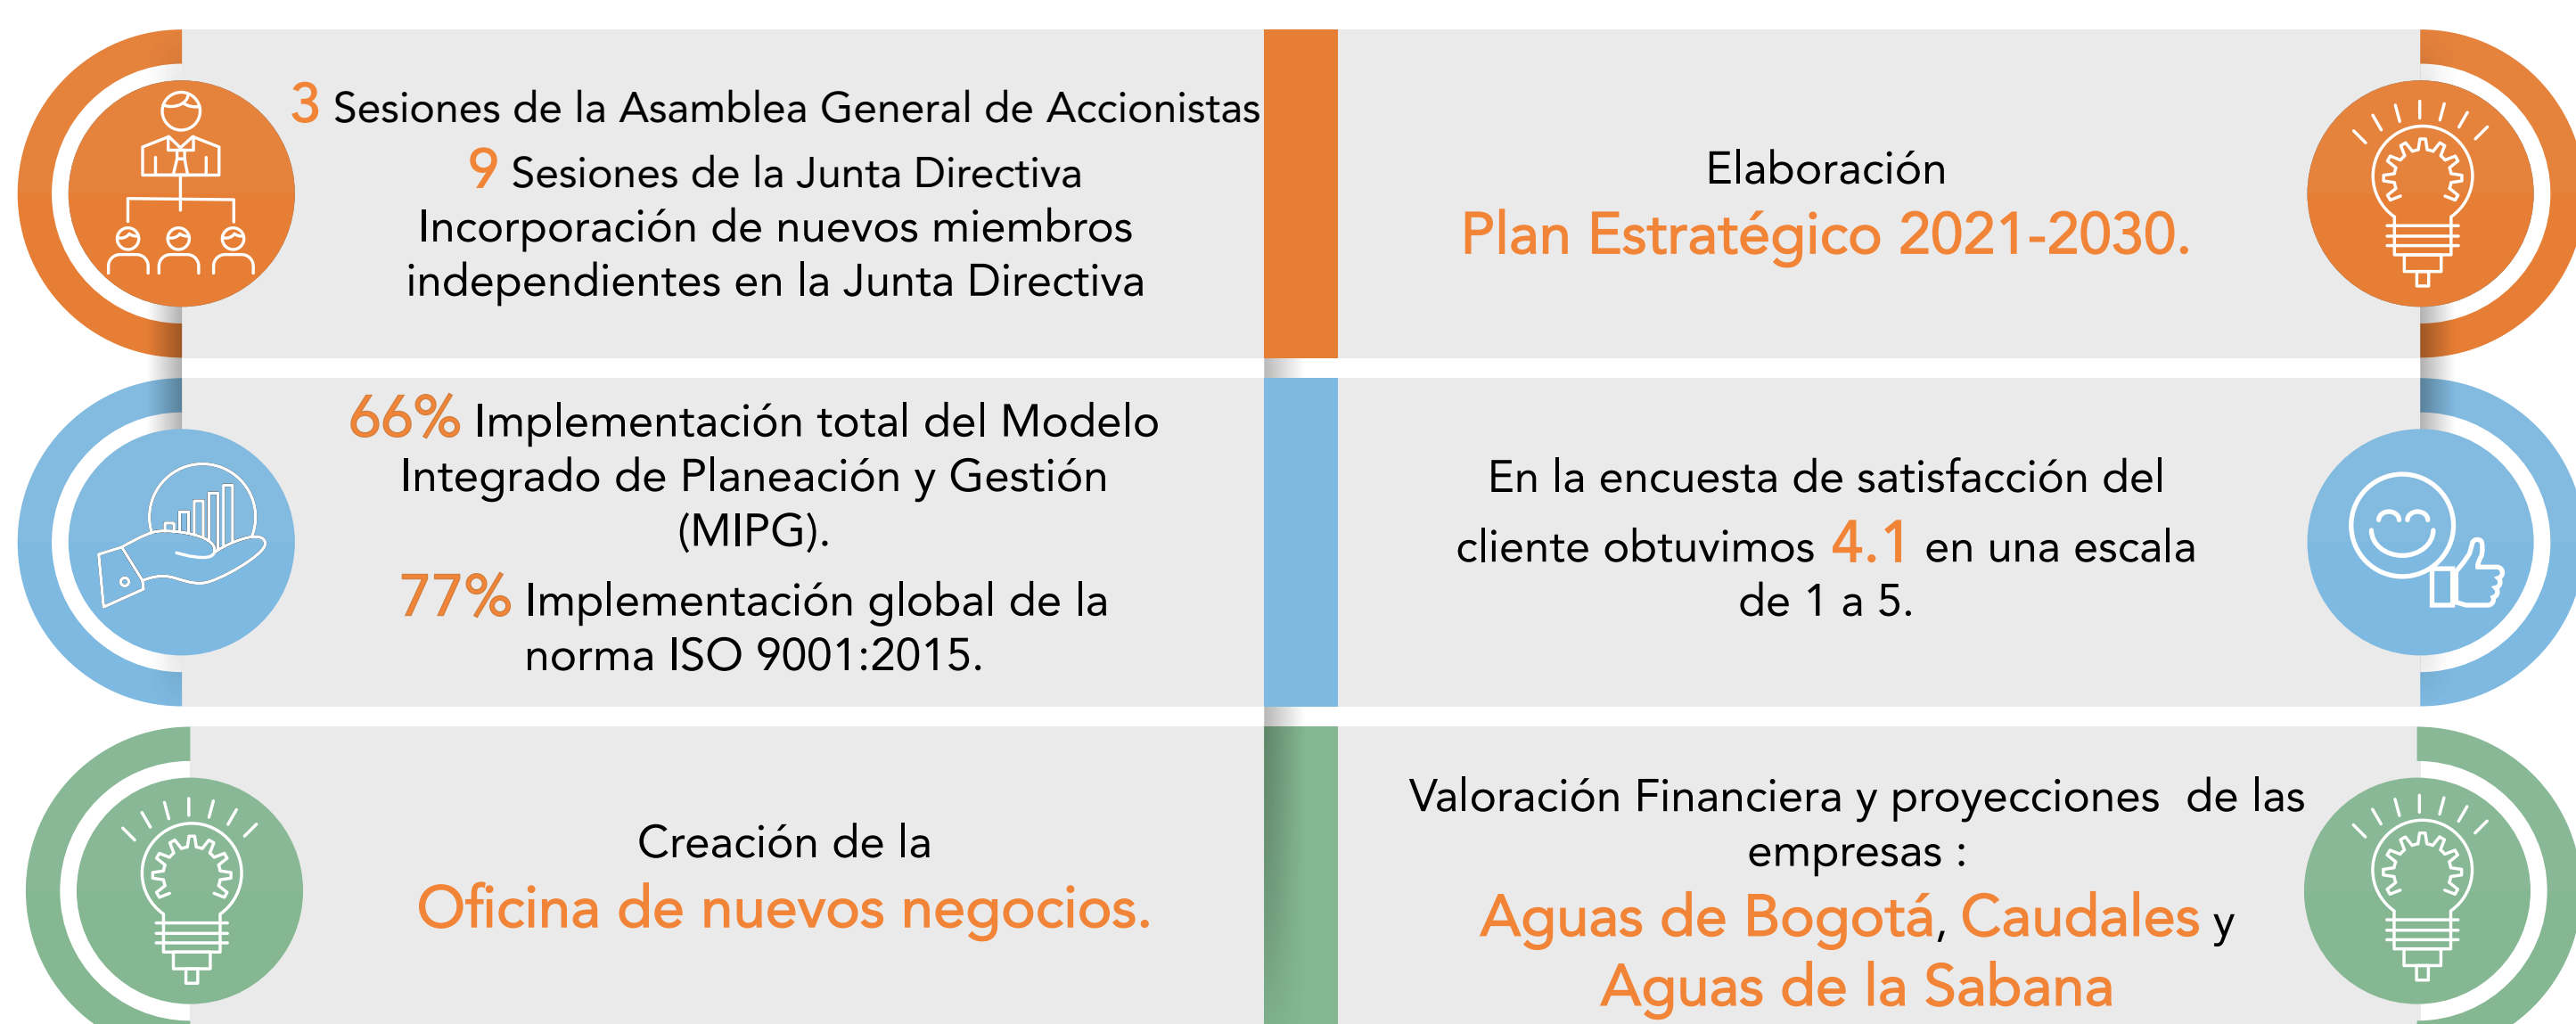 3 Sesiones de la Asamblea General de Accionistas
9 Sesiones de la Junta Directiva
Incorporación de nuevos miembros
independientes en la Junta Directiva
Elaboración
Plan Estratégico 2021-2030.
66% Implementación total del Modelo
Integrado de Planeación y Gestión
(MIPG).
77% Implementación global de la
norma ISO 9001:2015.
En la encuesta de satisfacción del
cliente obtuvimos 4.1 en una escala
de 1 a 5.
Creación de la
Oficina de nuevos negocios.
Valoración Financiera y proyecciones de las
empresas :
Aguas de Bogotá, Caudales y
Aguas de la Sabana